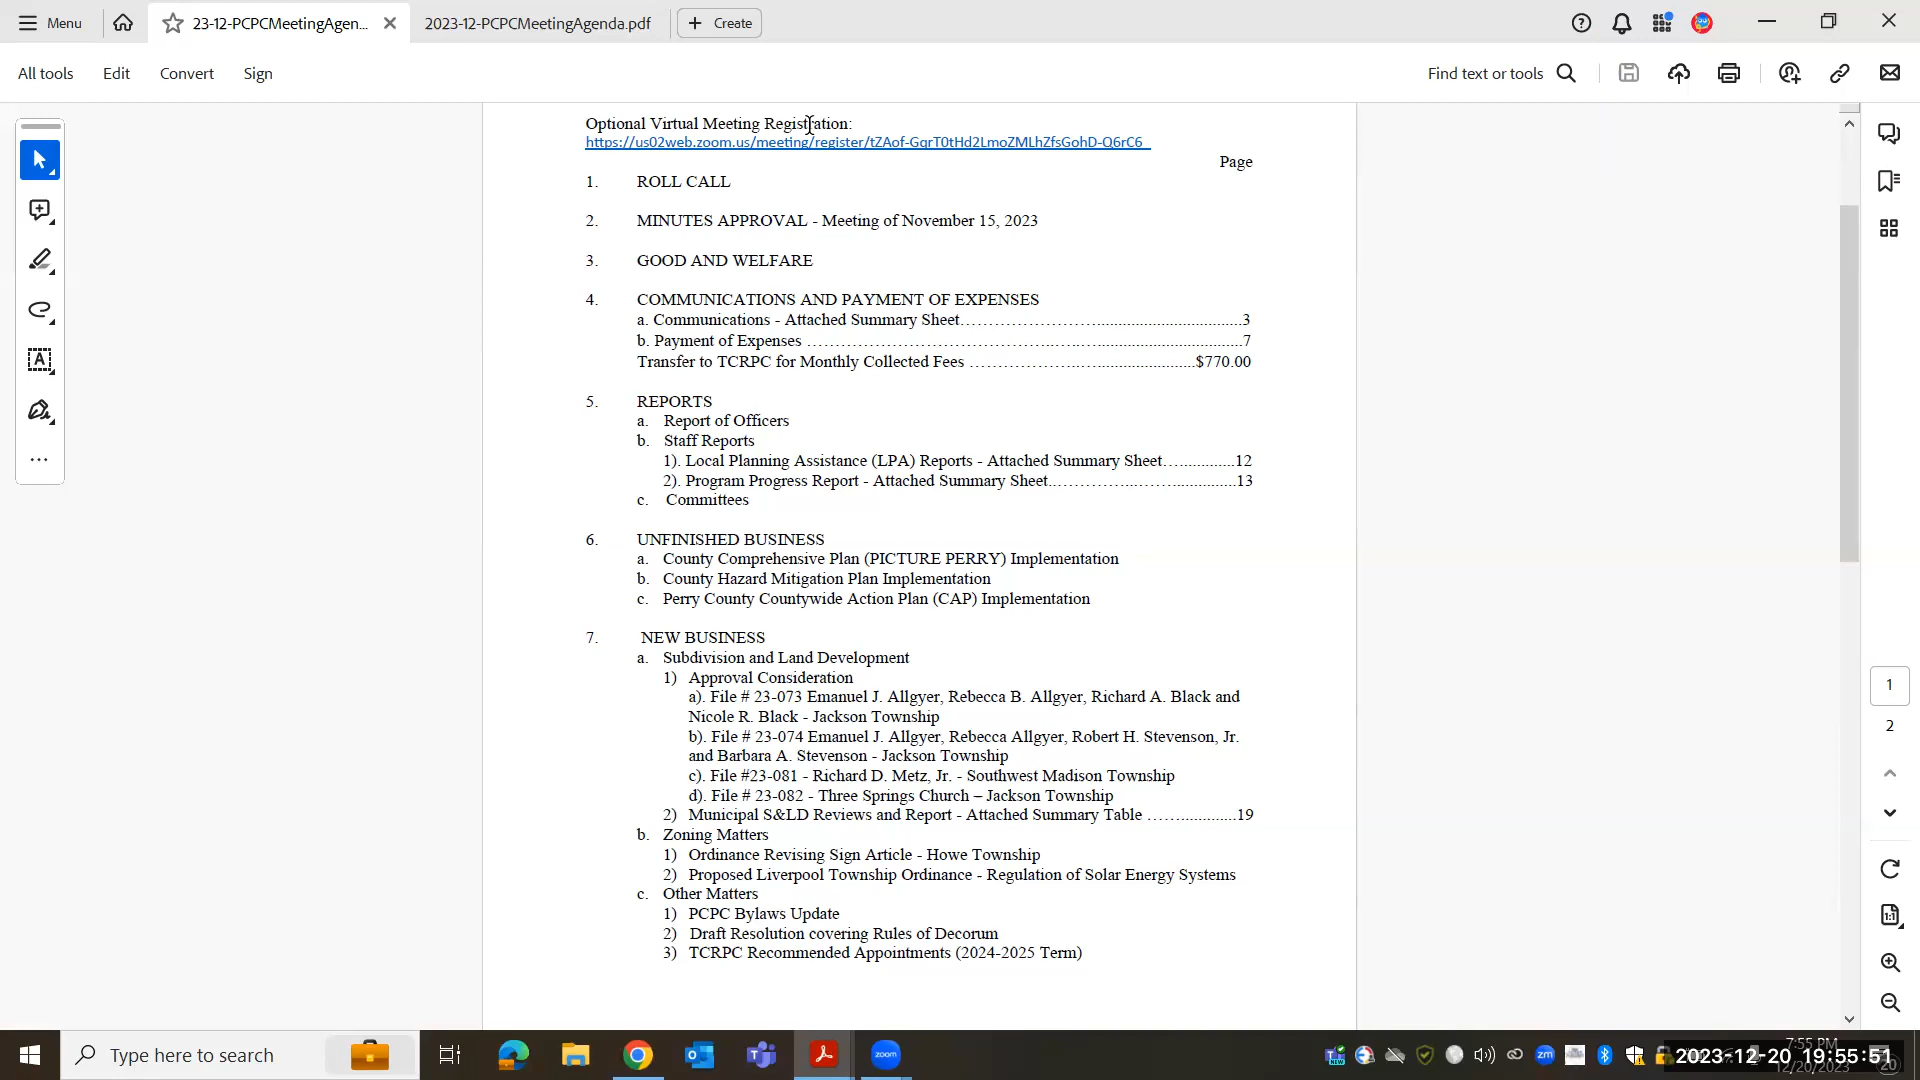 Menu
23-12-PCPCMeetingAgen...
2023-12-PCPCMeetingAgenda.pdf
Create
All tools
Edit
Convert
Sign
Find text or tools
Optional Virtual Meeting Registration:
https://us02web.zoom.us/meeting/register/tZAof-GqrT0tHd2LmoZMLhZfsGohD-Q6rC6_
Page
1. ROLL CALL
2. MINUTES APPROVAL - Meeting of November 15, 2023
3. GOOD AND WELFARE
4. COMMUNICATIONS AND PAYMENT OF EXPENSES
a. Communications - Attached Summary Sheet……………………..................................3
b. Payment of Expenses ……………………………………….…..............................7
Transfer to TCRPC for Monthly Collected Fees ………………..…........................$770.00
5. REPORTS
a. Report of Officers
b. Staff Reports
1). Local Planning Assistance (LPA) Reports - Attached Summary Sheet…............12
2). Program Progress Report - Attached Summary Sheet..…………..……...............13
c. Committees
6. UNFINISHED BUSINESS
a. County Comprehensive Plan (PICTURE PERRY) Implementation
b. County Hazard Mitigation Plan Implementation
c. Perry County Countywide Action Plan (CAP) Implementation
7. NEW BUSINESS
a. Subdivision and Land Development
1) Approval Consideration
a). File # 23-073 Emanuel J. Allgyer, Rebecca B. Allgyer, Richard A. Black and
Nicole R. Black - Jackson Township
b). File # 23-074 Emanuel J. Allgyer, Rebecca Allgyer, Robert H. Stevenson, Jr.
and Barbara A. Stevenson - Jackson Township
c). File #23-081 - Richard D. Metz, Jr. - Southwest Madison Township
d). File # 23-082 - Three Springs Church – Jackson Township
2) Municipal S&LD Reviews and Report - Attached Summary Table ……............19
b. Zoning Matters
1) Ordinance Revising Sign Article - Howe Township
2) Proposed Liverpool Township Ordinance - Regulation of Solar Energy Systems
c. Other Matters
1) PCPC Bylaws Update
2) Draft Resolution covering Rules of Decorum
3) TCRPC Recommended Appointments (2024-2025 Term)
1
2
Type here to search
zoom
zm
7:55 PM
2023-12-20 19:55:51
12/20/2023
20